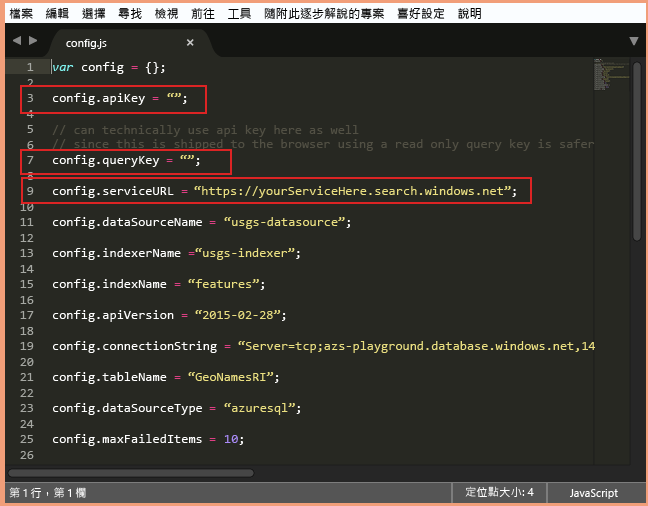 檔案 編輯 選擇 尋找 檢視 前往 工具 隨附此逐步解說的專案 喜好設定 說明
config.js ×
1 var config = {};
2
3 config.apiKey = “”;
4
5 // can technically use api key here as well
6 // since this is shipped to the browser using a read only query key is safer
7 config.queryKey = “”;
8
9 config.serviceURL = “https://yourServiceHere.search.windows.net”;
10
11 config.dataSourceName = “usgs-datasource”;
12
13 config.indexerName =“usgs-indexer”;
14
15 config.indexName = “features”;
16
17 config.apiVersion = “2015-02-28”;
18
19 config.connectionString = “Server=tcp;azs-playground.database.windows.net,14
20
21 config.tableName = “GeoNamesRI”;
22
23 config.dataSourceType = “azuresql”;
24
25 config.maxFailedItems = 10;
26
第 1 行，第 1 欄 定位點大小: 4 JavaScript